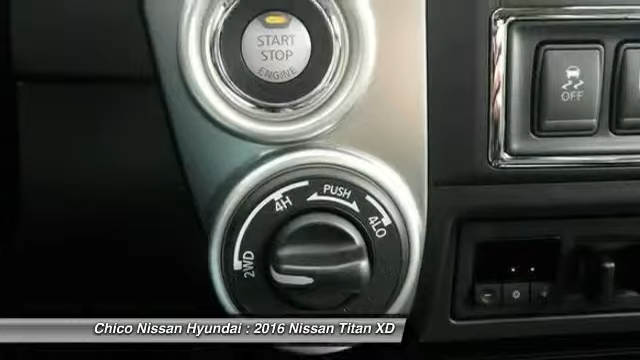 START
STOP
ENGINE
OFF
PUSH
4H
4LO
2WD
Chico Nissan Hyundai : 2016 Nissan Titan XD